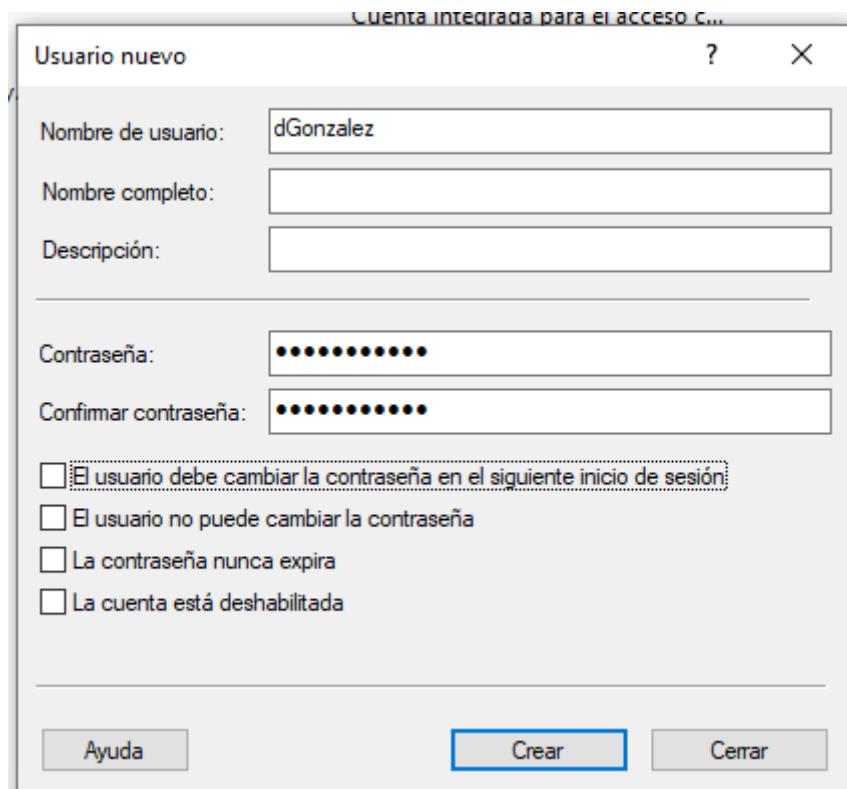 Cuenta integrada para el acceso c...
Usuario nuevo ?
Nombre de usuario: dGonzalez
Nombre completo:
Descripción:
Contraseña: ●●●●●●●●●●●
Confirmar contraseña: ●●●●●●●●●●●
El usuario debe cambiar la contraseña en el siguiente inicio de sesión
El usuario no puede cambiar la contraseña
La contraseña nunca expira
La cuenta está deshabilitada
Ayuda Crear Cerrar